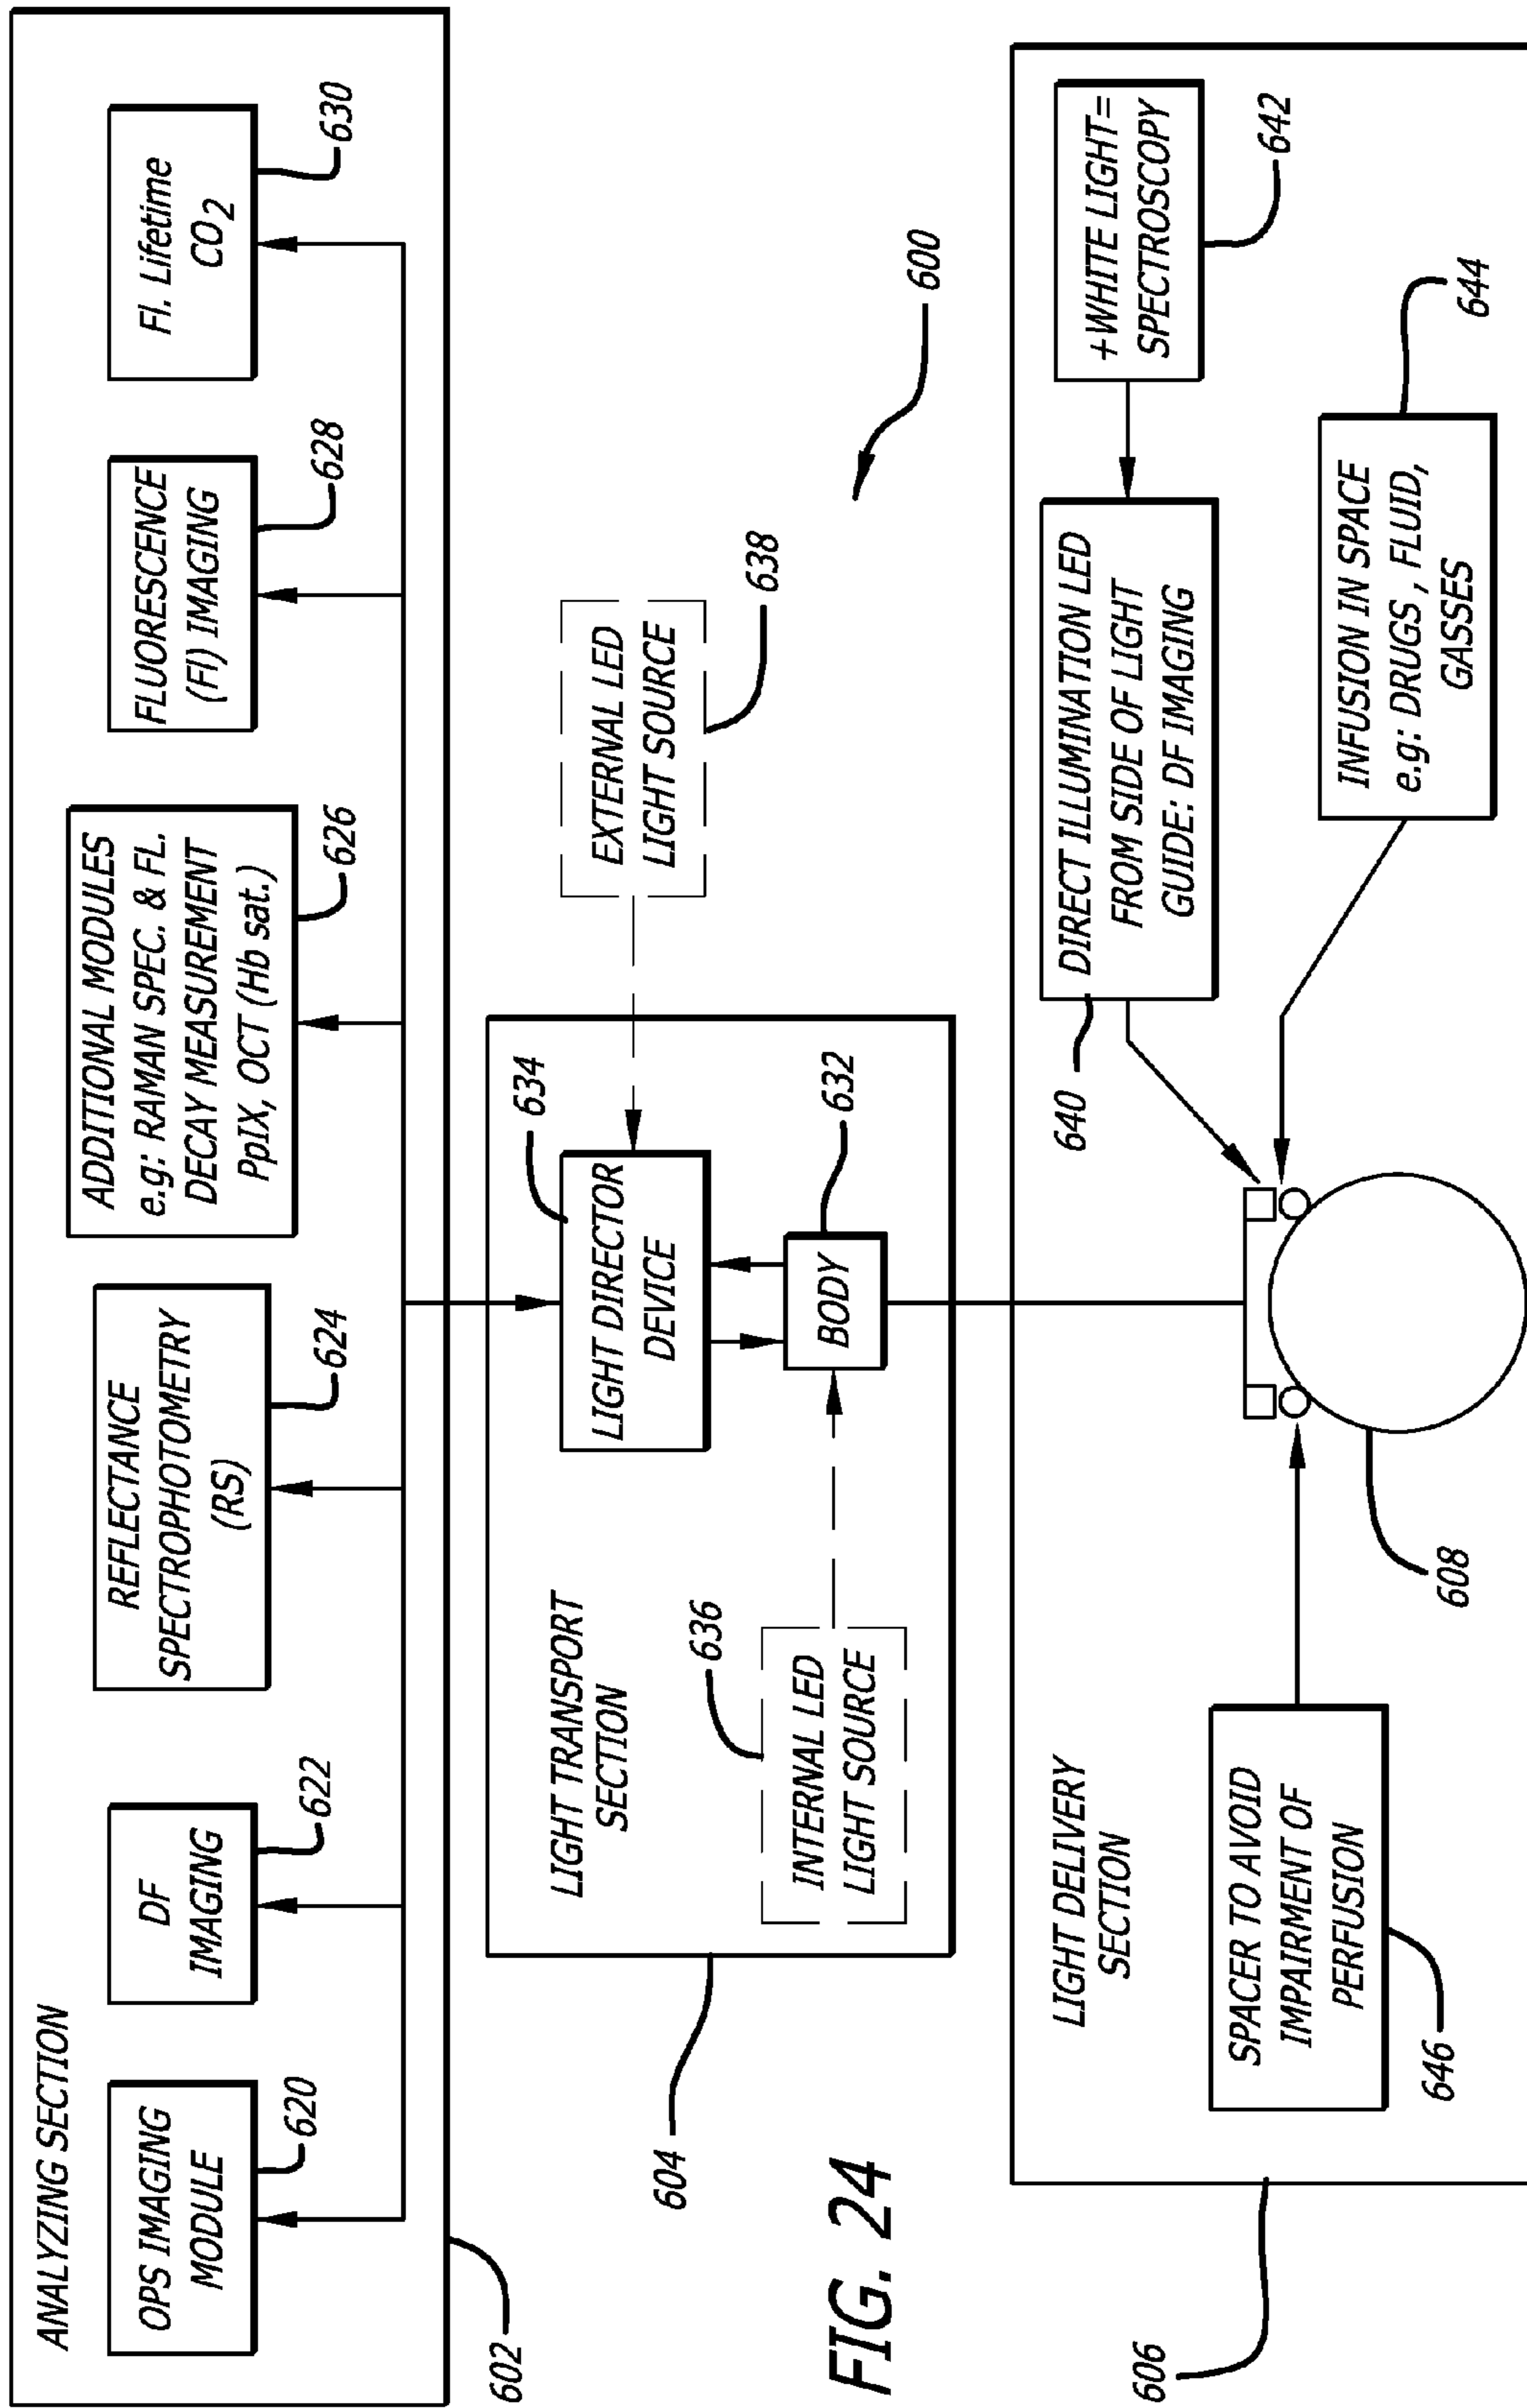 ANALYZING SECTION
OPS IMAGING
MODULE
620
DF
IMAGING
622
REFLECTANCE
SPECTROPHOTOMETRY
(RS)
624
ADDITIONAL MODULES
e.g: RAMAN SPEC. & FL.
DECAY MEASUREMENT
PpIX, OCT (Hb sat.)
626
FLUORESCENCE
(Fl) IMAGING
628
Fl. Lifetime
CO2
630
602
LIGHT TRANSPORT
SECTION
634
LIGHT DIRECTOR
DEVICE
EXTERNAL LED
LIGHT SOURCE
638
636
INTERNAL LED
LIGHT SOURCE
BODY
632
604
600
FIG. 24
LIGHT DELIVERY
SECTION
640
DIRECT ILLUMINATION LED
FROM SIDE OF LIGHT
GUIDE: DF IMAGING
+WHITE LIGHT=
SPECTROSCOPY
642
SPACER TO AVOID
IMPAIRMENT OF
PERFUSION
646
608
INFUSION IN SPACE
e.g: DRUGS , FLUID,
GASSES
644
606